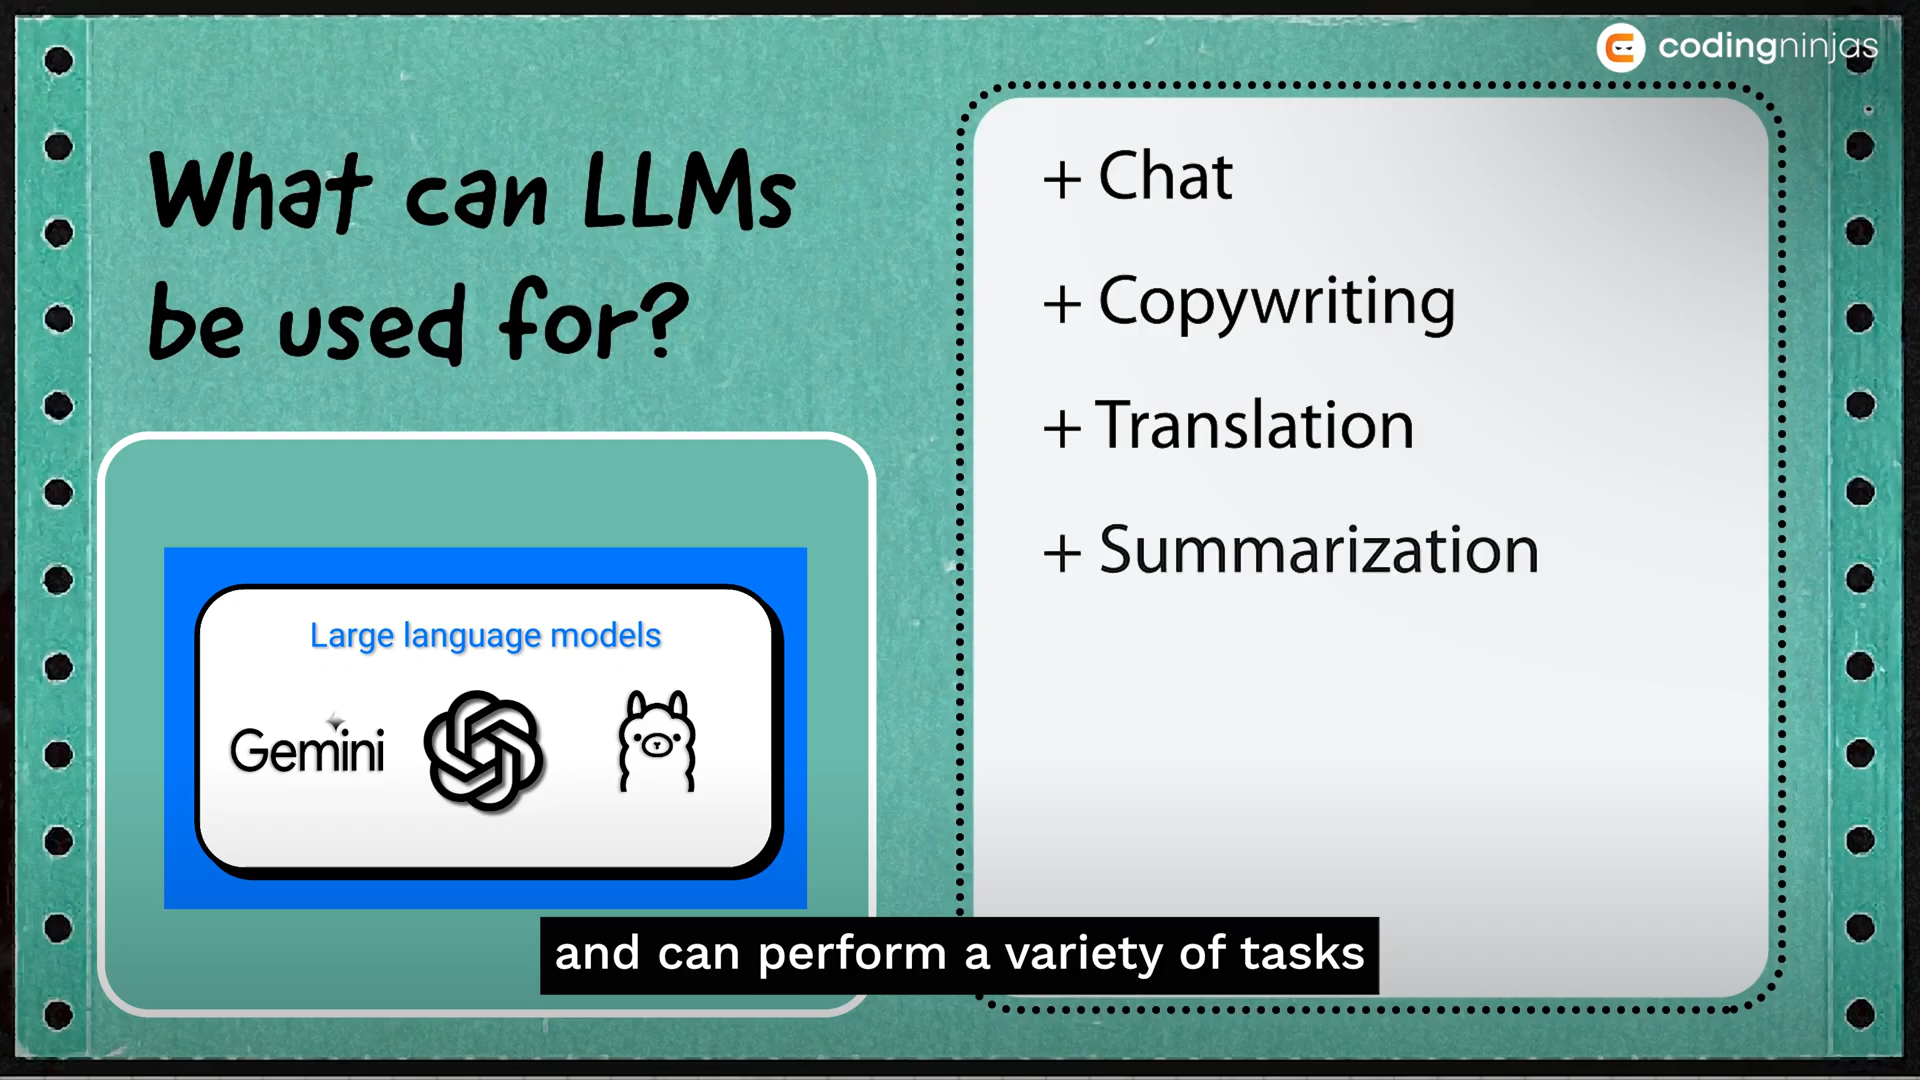 codingninjas
What can LLMs
be used for?
+ Chat
+ Copywriting
+ Translation
+ Summarization
Large language models
Gemini
and can perform a variety of tasks